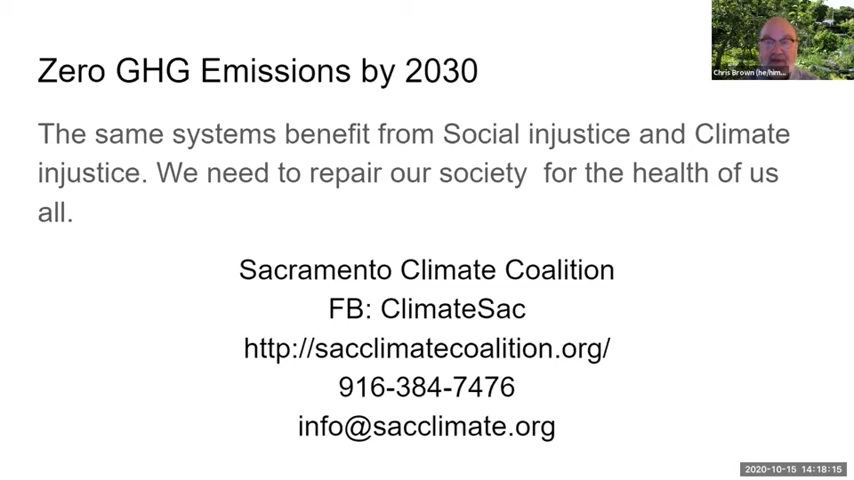 Zero GHG Emissions by 2030
The same systems benefit from Social injustice and Climate
injustice. We need to repair our society  for the health of us
all.
Sacramento Climate Coalition
FB: ClimateSac
http://sacclimatecoalition.org/
916-384-7476
info@sacclimate.org
Chris Brown (he/him...
2020-10-15 14:18:15